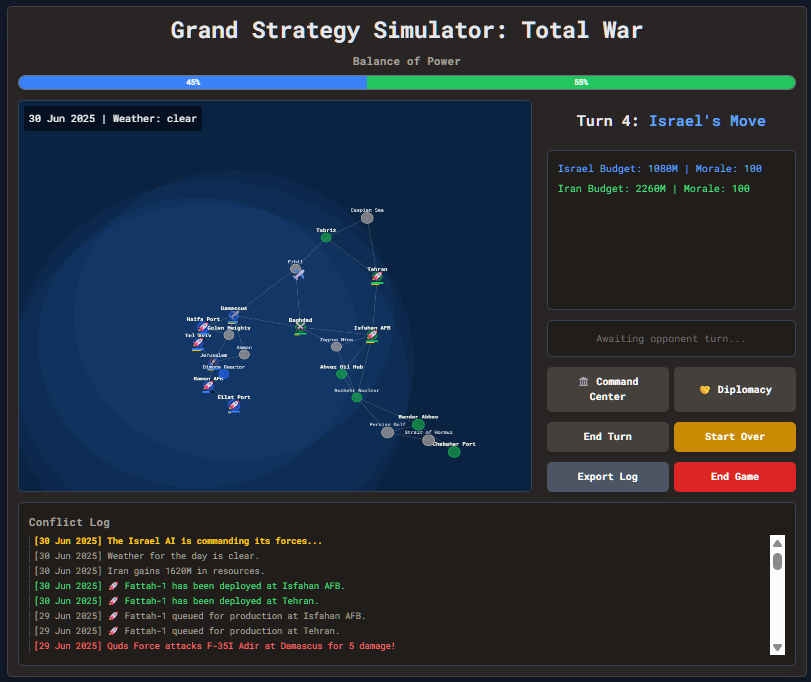 Grand Strategy Simulator: Total War
Balance of Power
45%
55%
30 Jun 2025 | Weather: clear
Turn 4: Israel's Move
Israel Budget: 1080M | Morale: 100
Iran Budget: 2260M | Morale: 100
Caspian Sea
Tabriz
Erbil
Tehran
Damascus
Haifa Port
Golan Heights
Baghdad
Isfahan AFB
Tel Aviv
Zagros Mtns
Amman
Jerusalem
Dimona Reactor
Ahvaz Oil Hub
Ramon AFB
Bushehr Nuclear
Eilat Port
Bandar Abbas
Persian Gulf
Strait of Hormuz
Chabahar Port
Awaiting opponent turn...
🏛️ Command Center
🤝 Diplomacy
End Turn
Start Over
Export Log
End Game
Conflict Log
[30 Jun 2025] The Israel AI is commanding its forces...
[30 Jun 2025] Weather for the day is clear.
[30 Jun 2025] Iran gains 1620M in resources.
[30 Jun 2025] 🚀 Fattah-1 has been deployed at Isfahan AFB.
[30 Jun 2025] 🚀 Fattah-1 has been deployed at Tehran.
[29 Jun 2025] 🚀 Fattah-1 queued for production at Isfahan AFB.
[29 Jun 2025] 🚀 Fattah-1 queued for production at Tehran.
[29 Jun 2025] Quds Force attacks F-35I Adir at Damascus for 5 damage!